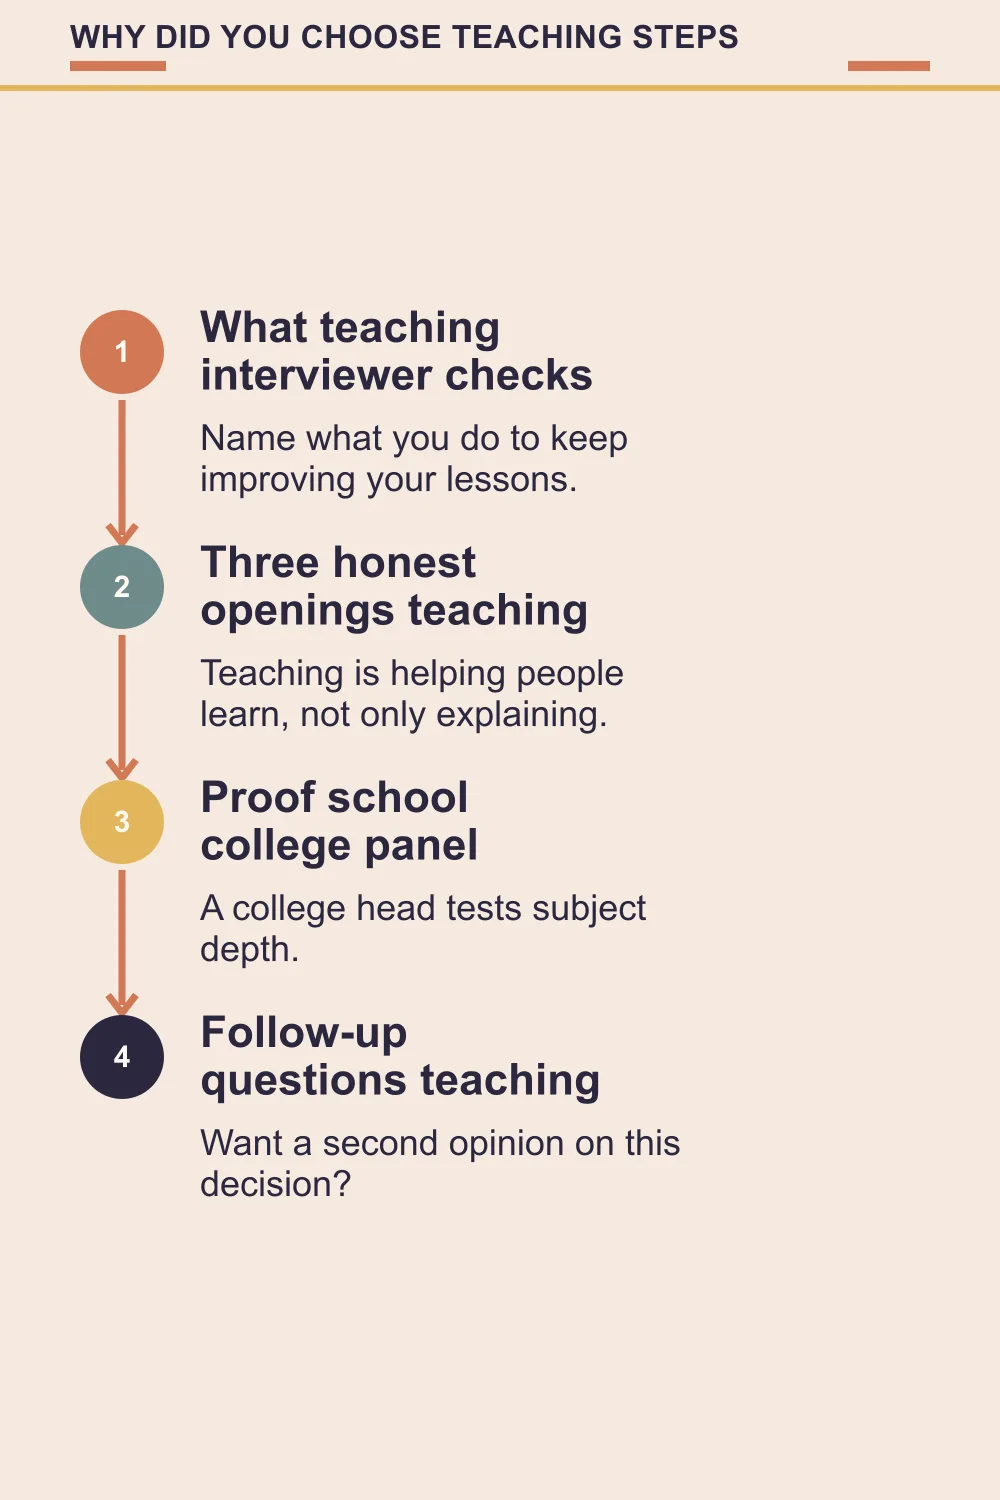 WHY DID YOU CHOOSE TEACHING STEPS
1
What teaching
interviewer checks
Name what you do to keep
improving your lessons.
2
Three honest
openings teaching
Teaching is helping people
learn, not only explaining.
3
Proof school
college panel
A college head tests subject
depth.
4
Follow-up
questions teaching
Want a second opinion on this
decision?